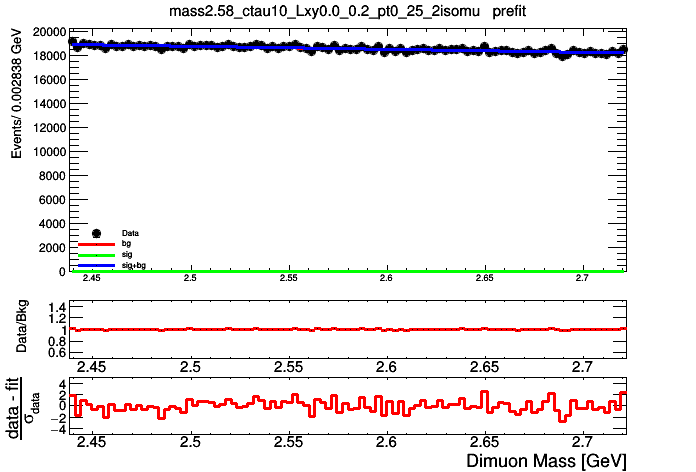 mass2.58_ctau10_Lxy0.0_0.2_pt0_25_2isomu prefit
Events/ 0.002838 GeV
20000
18000
16000
14000
12000
10000
8000
6000
4000
2000
0
Data
bg
sig
sig+bg
2.45 2.5 2.55 2.6 2.65 2.7
Data/Bkg
1.4
1.2
1
0.8
0.6
2.45 2.5 2.55 2.6 2.65 2.7
data - fit
σdata
4
2
0
−2
−4
2.45 2.5 2.55 2.6 2.65 2.7
Dimuon Mass [GeV]